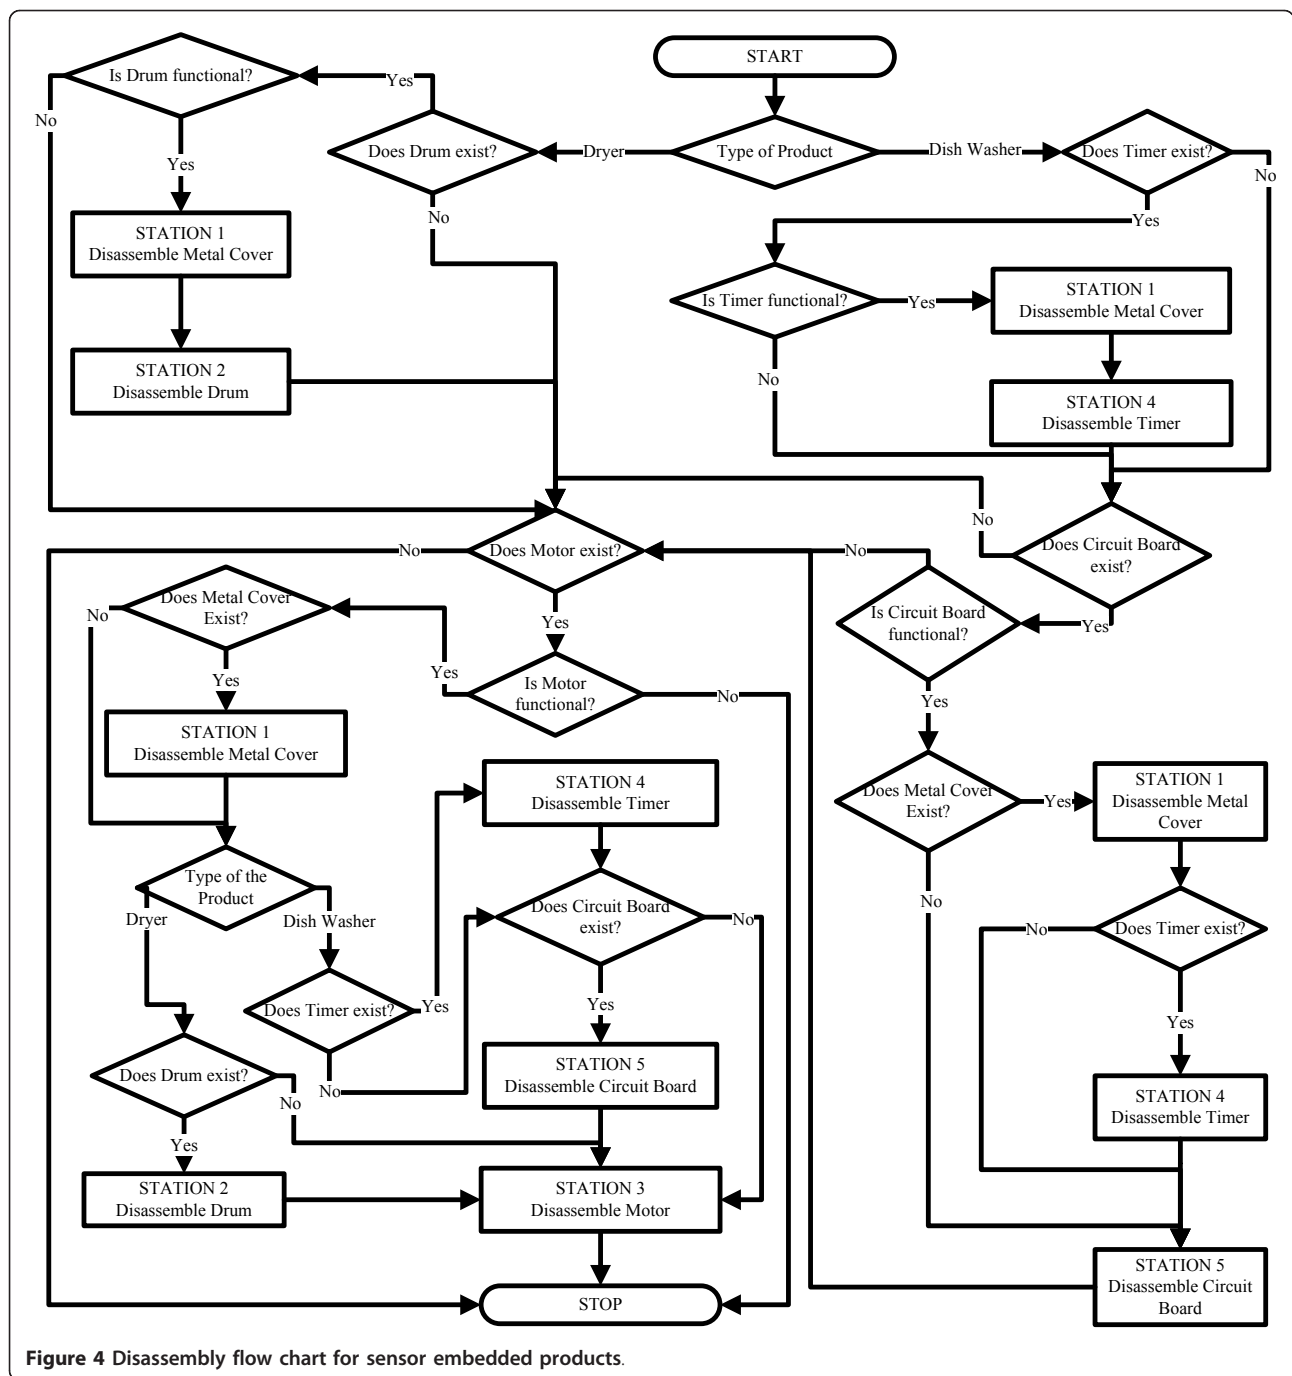 START
Is Drum functional?
Yes
No
Does Drum exist?
Dryer
Type of Product
Dish Washer
Does Timer exist?
No
Yes
No
Yes
STATION 1
Disassemble Metal Cover
Is Timer functional?
Yes
STATION 1
Disassemble Metal Cover
STATION 2
Disassemble Drum
No
STATION 4
Disassemble Timer
No
Does Motor exist?
No
No
Does Circuit Board
exist?
Does Metal Cover
Exist?
No
Yes
Is Circuit Board
functional?
Yes
Yes
Yes
Is Motor
functional?
No
Yes
STATION 1
Disassemble Metal Cover
STATION 4
Disassemble Timer
Does Metal Cover
Exist?
Yes
STATION 1
Disassemble Metal
Cover
Type of the
Product
Dryer
Dish Washer
Does Circuit Board
exist?
No
No
No
Does Timer exist?
Does Timer exist?
Yes
Yes
Yes
Does Drum exist?
No
No
STATION 5
Disassemble Circuit Board
STATION 4
Disassemble Timer
Yes
STATION 2
Disassemble Drum
STATION 3
Disassemble Motor
STATION 5
Disassemble Circuit
Board
STOP
Figure 4 Disassembly flow chart for sensor embedded products.